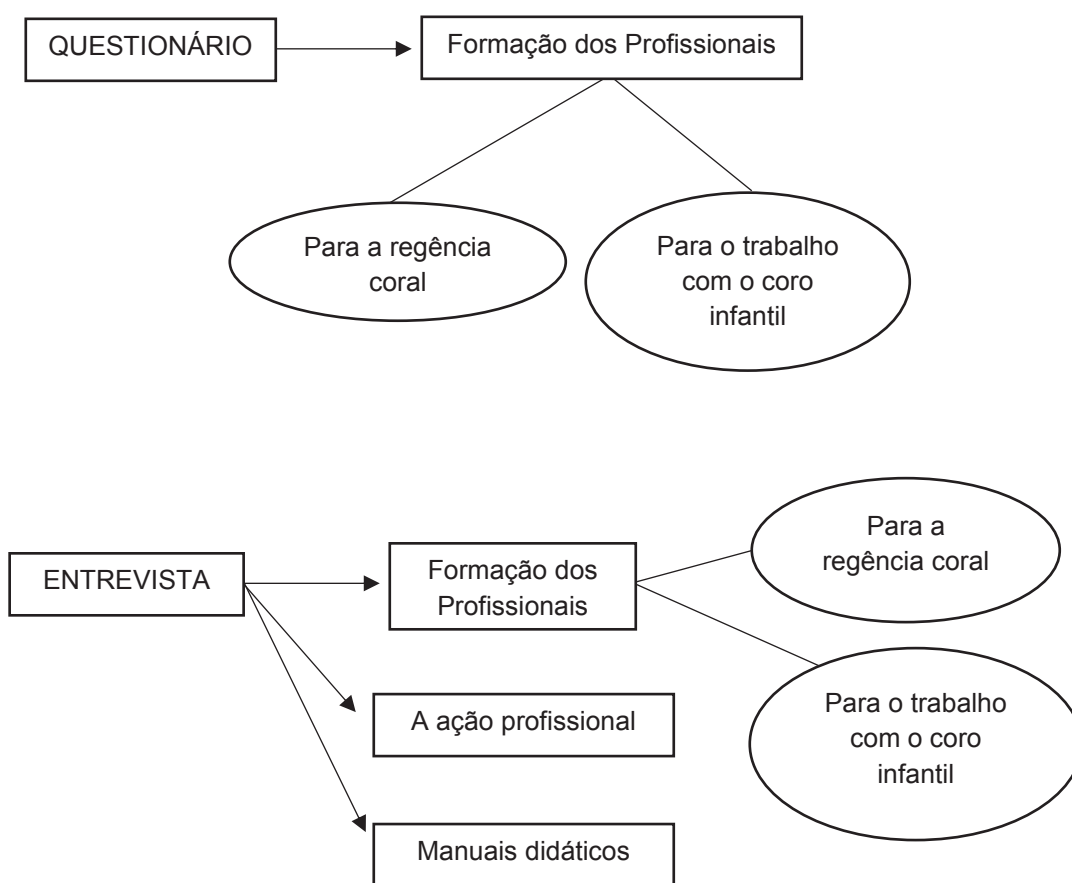 QUESTIONÁRIO
Formação dos Profissionais
Para a regência
coral
Para o trabalho
com o coro
infantil
ENTREVISTA
Formação dos
Profissionais
Para a
regência coral
A ação profissional
Para o trabalho
com o coro
infantil
Manuais didáticos